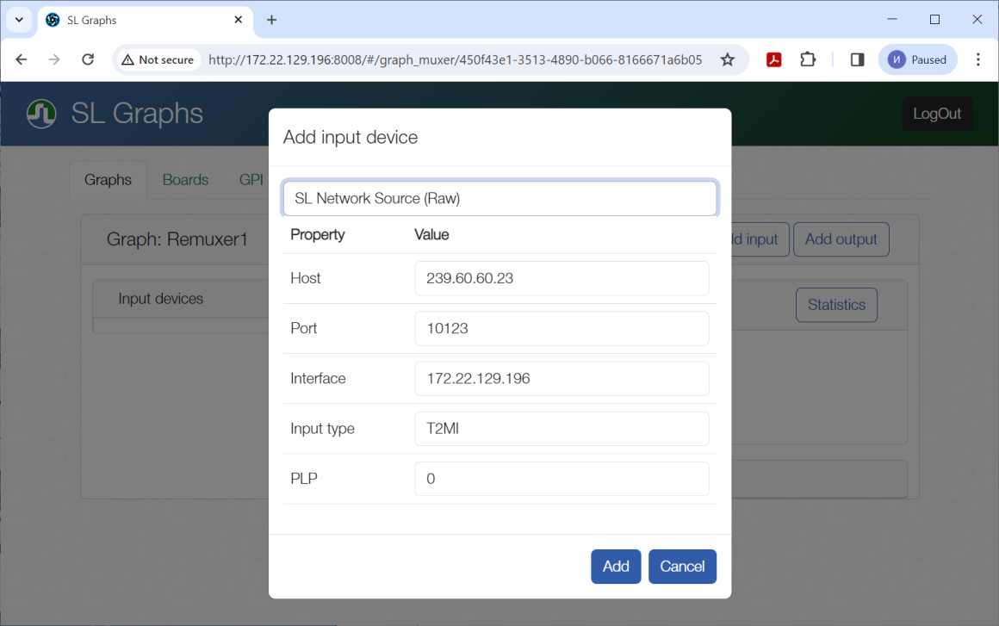 SL Graphs
Not secure
http://172.22.129.196:8008/#/graph_muxer/450f43e1-3513-4890-b066-8166671a6b05
И
Paused
SL Graphs
LogOut
Add input device
Graphs
Boards
GPI
SL Network Source (Raw)
Property
Value
Graph: Remuxer1
dd input
Add output
Host
239.60.60.23
Input devices
Statistics
Port
10123
Interface
172.22.129.196
Input type
T2MI
PLP
0
Add
Cancel